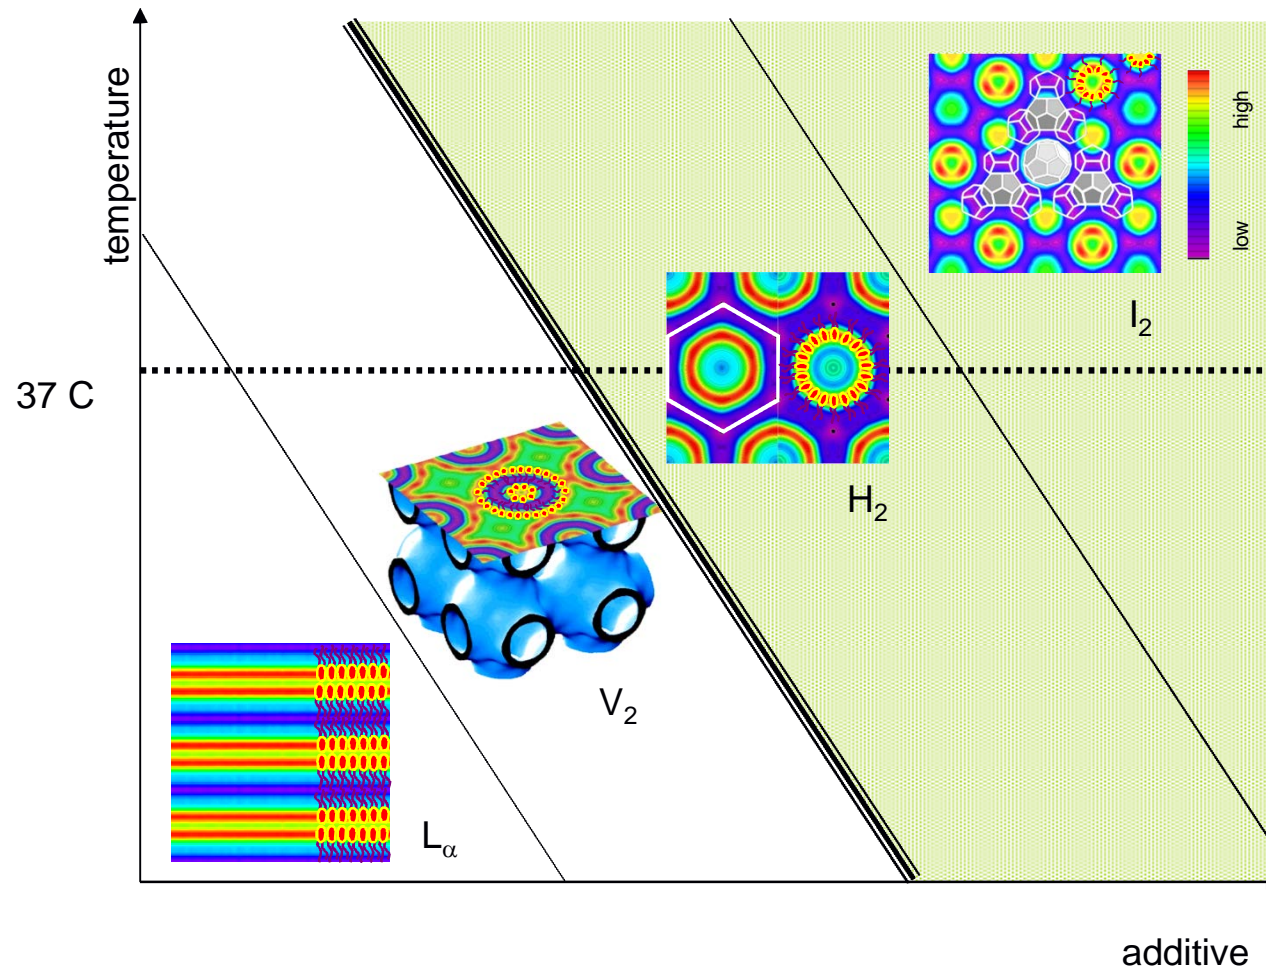 temperature
high
low
I₂
37 C
H₂
V₂
Lα
additive